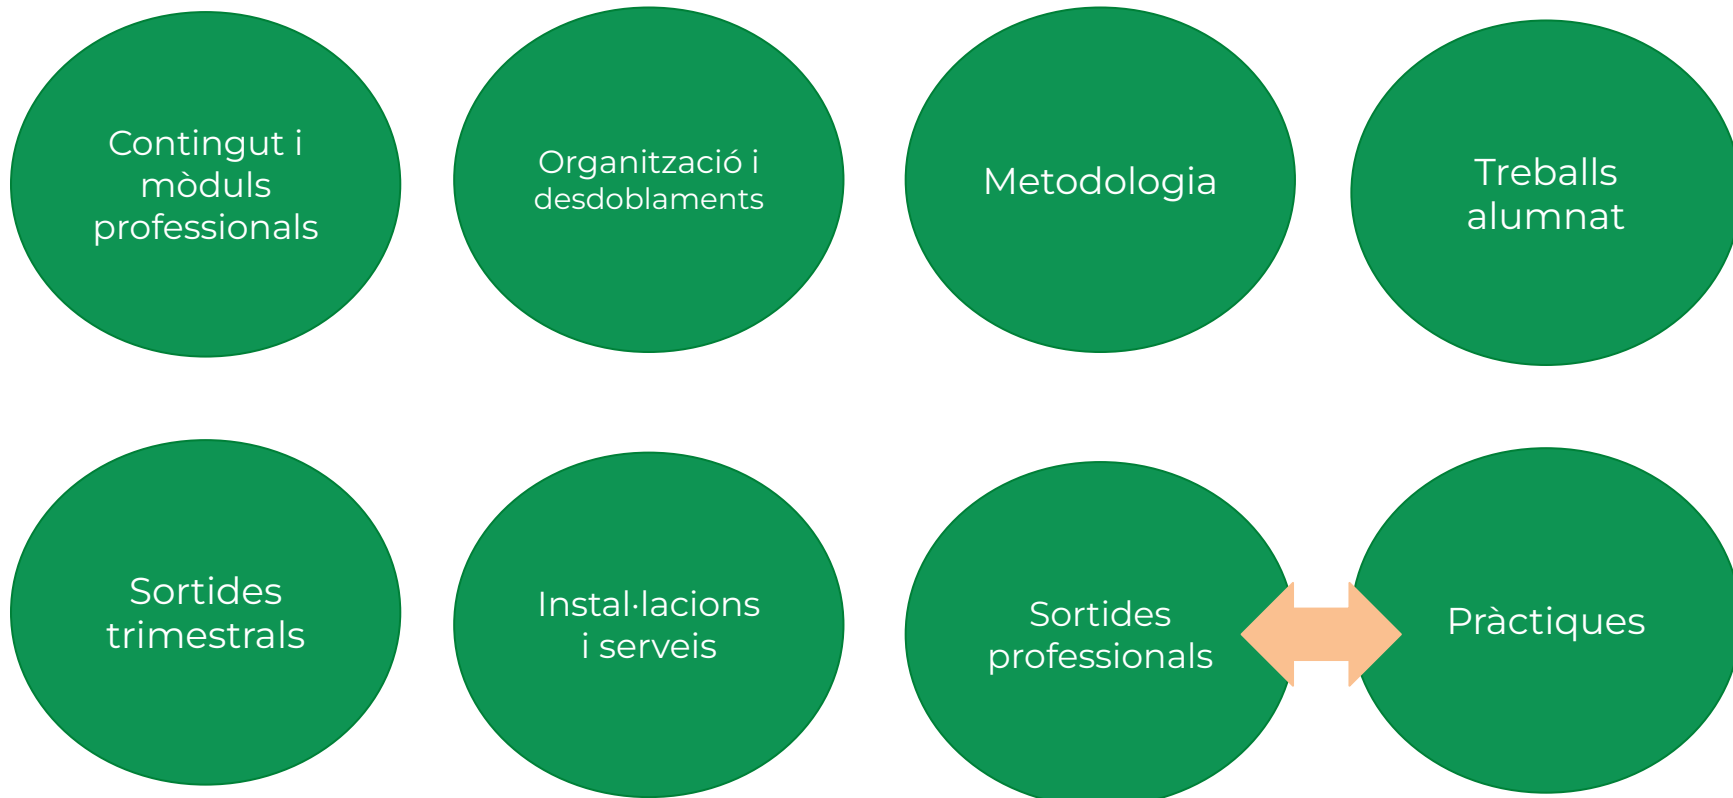 Contingut i
mòduls
professionals
Organització i
desdoblaments
Metodologia
Treballs
alumnat
Sortides
trimestrals
Instal·lacions
i serveis
Sortides
professionals
Pràctiques